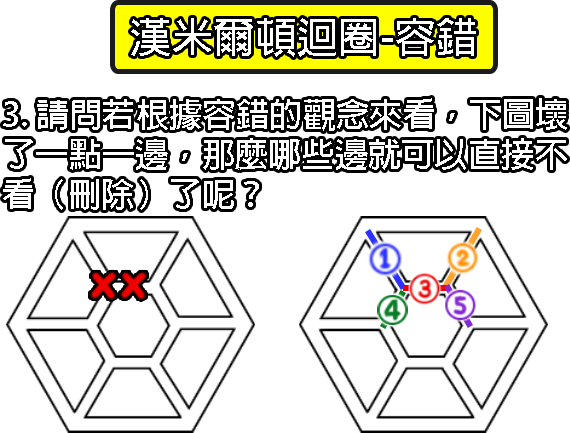 漢米爾頓迴圈-容錯
3. 請問若根據容錯的觀念來看，下圖壞
了一點一邊，那麼哪些邊就可以直接不
看（刪除）了呢？
1 2
3
4 5